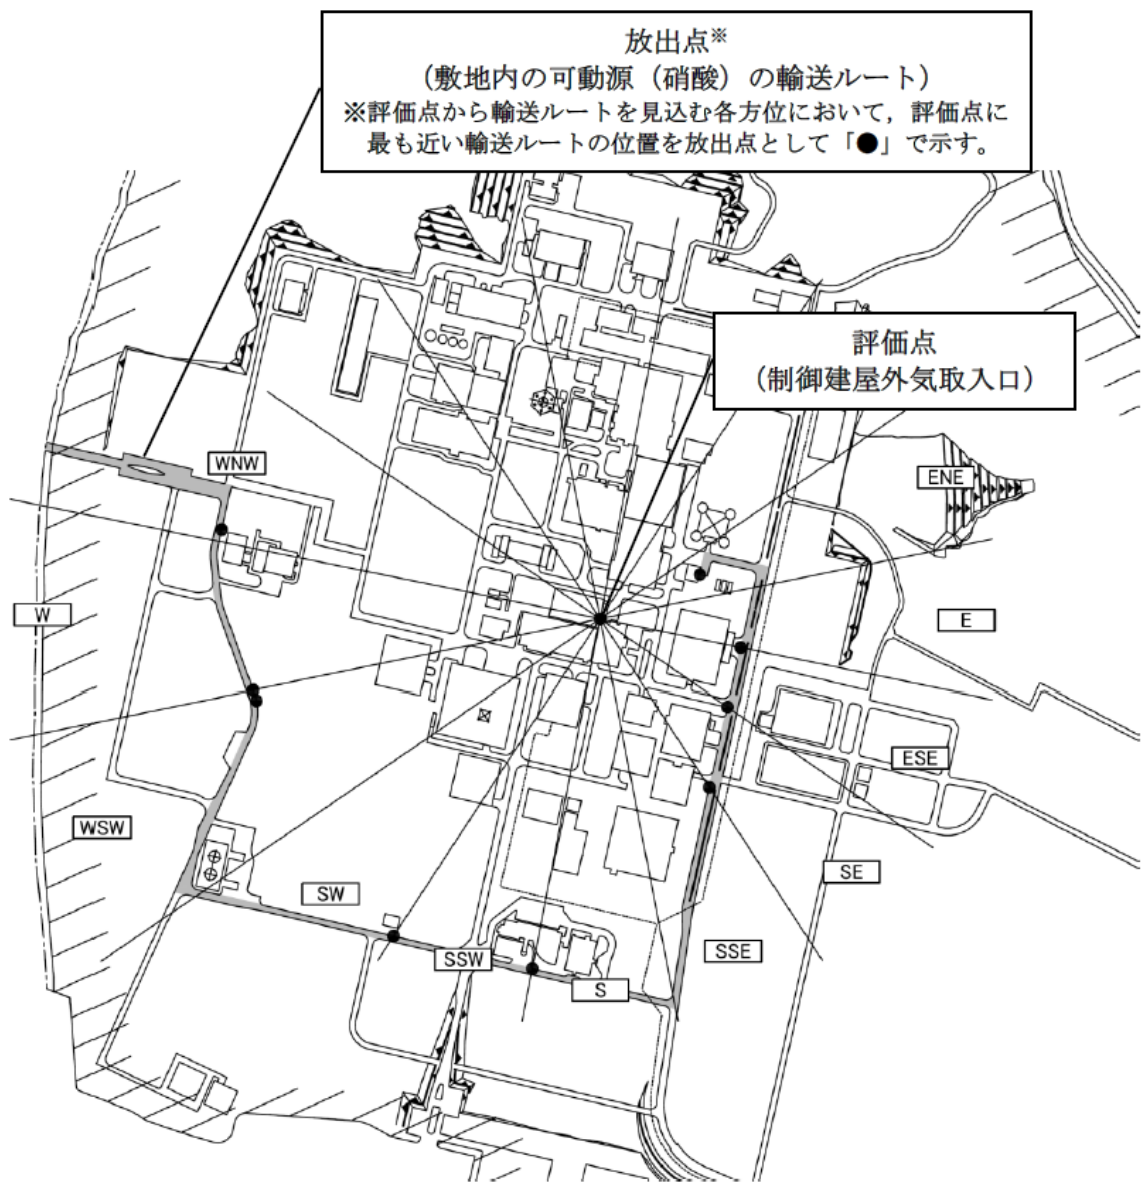 放出点※
（敷地内の可動源（硝酸）の輸送ルート）
※評価点から輸送ルートを見込む各方位において，評価点に
最も近い輸送ルートの位置を放出点として「●」で示す。
評価点
（制御建屋外気取入口）
WNW
ENE
W
E
ESE
WSW
SE
SW
SSW
SSE
S